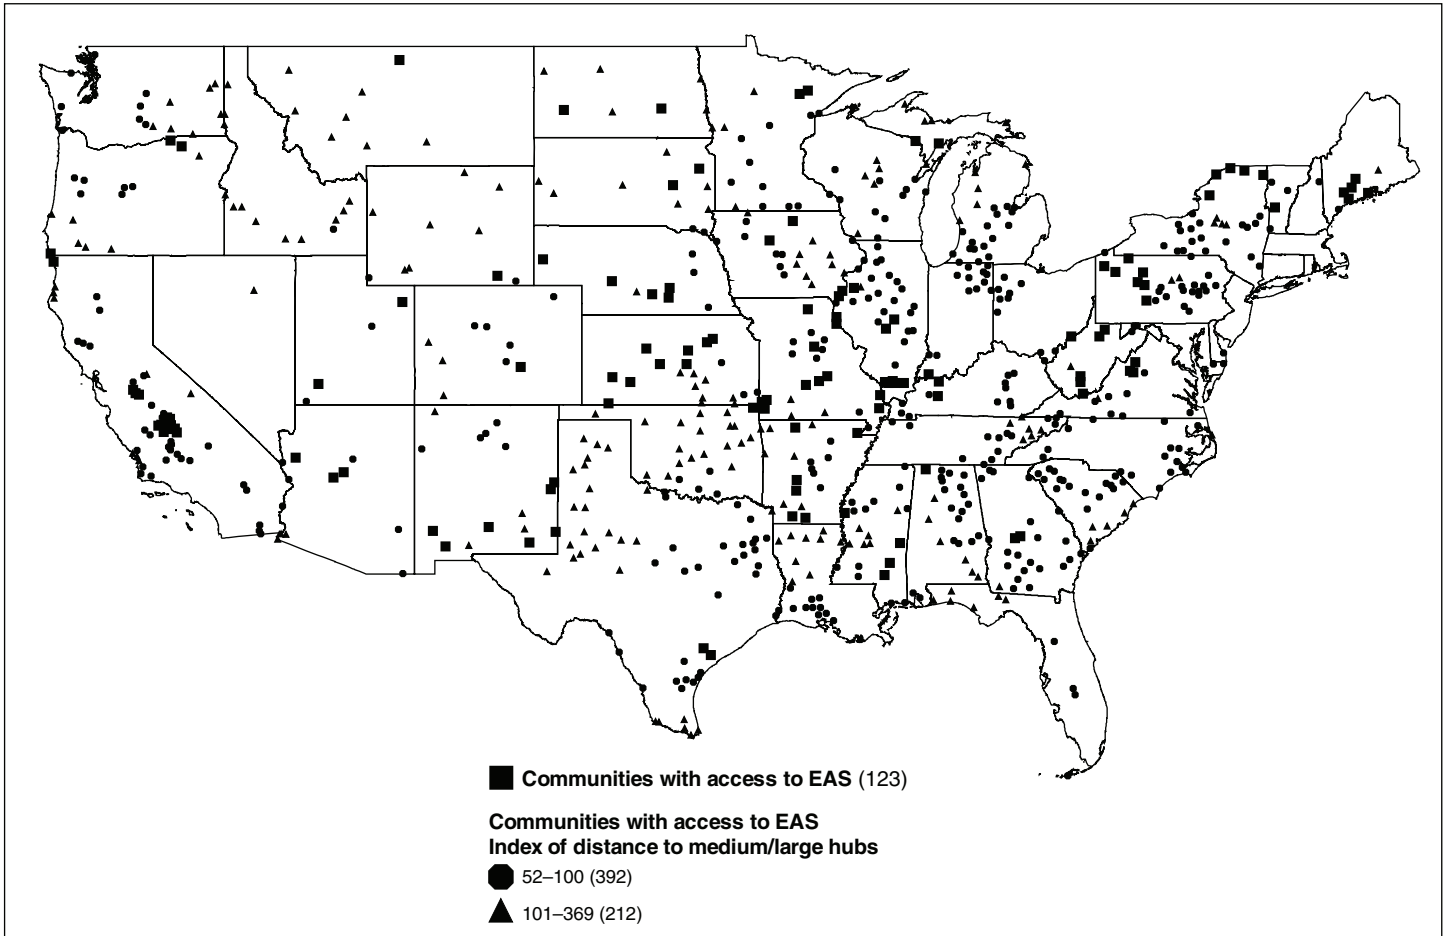 Communities with access to EAS (123)
Communities with access to EAS
Index of distance to medium/large hubs
52–100 (392)
101–369 (212)